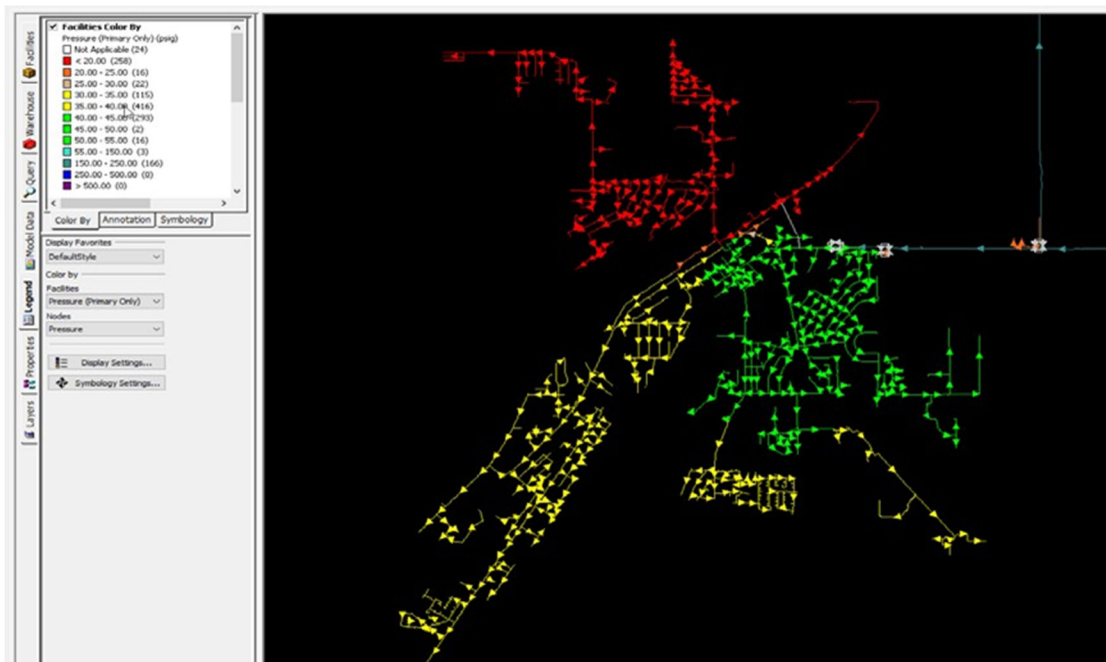 Facilities
Warehouse
Query
Model Data
Legend
Properties
Layers
Facilities Color By
Pressure (Primary Only) (psig)
Not Applicable (24)
< 20.00 (258)
20.00 - 25.00 (16)
25.00 - 30.00 (22)
30.00 - 35.00 (115)
35.00 - 40.00 (416)
40.00 - 45.00 (293)
45.00 - 50.00 (2)
50.00 - 55.00 (16)
55.00 - 150.00 (3)
150.00 - 250.00 (166)
250.00 - 500.00 (0)
> 500.00 (0)
Color By Annotation Symbology
Display Favorites
DefaultStyle
Color by
Facilities
Pressure (Primary Only)
Nodes
Pressure
Display Settings...
Symbology Settings...